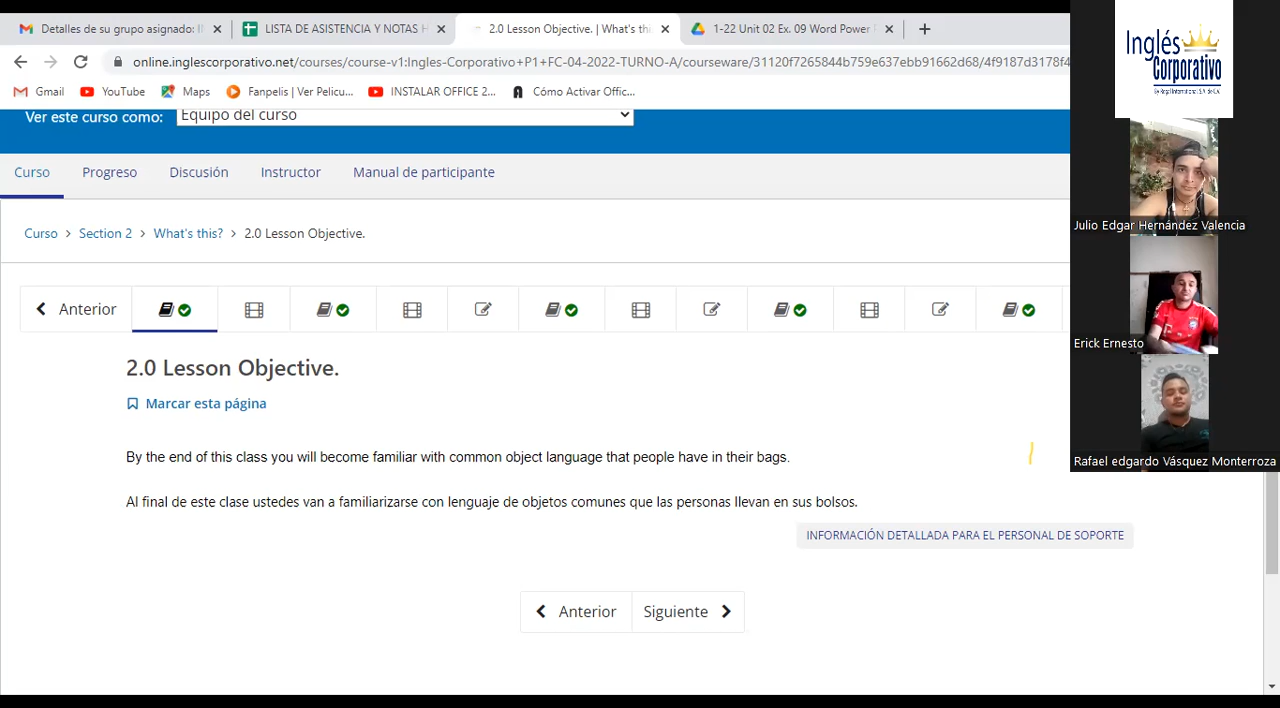 Detalles de su grupo asignado: I
LISTA DE ASISTENCIA Y NOTAS H
2.0 Lesson Objective. | What's thi
1-22 Unit 02 Ex. 09 Word Power
online.inglescorporativo.net/courses/course-v1:Ingles-Corporativo+P1+FC-04-2022-TURNO-A/courseware/31120f7265844b759e637ebb91662d68/4f9187d3178f4
Gmail
YouTube
Maps
Fanpelis | Ver Pelicu...
INSTALAR OFFICE 2...
Cómo Activar Offic...
Ver este curso como:
Equipo del curso
Curso
Progreso
Discusión
Instructor
Manual de participante
Curso > Section 2 > What's this? > 2.0 Lesson Objective.
Anterior
2.0 Lesson Objective.
Marcar esta página
By the end of this class you will become familiar with common object language that people have in their bags.
Al final de este clase ustedes van a familiarizarse con lenguaje de objetos comunes que las personas llevan en sus bolsos.
INFORMACIÓN DETALLADA PARA EL PERSONAL DE SOPORTE
Anterior
Siguiente
Inglés
Corporativo
Julio Edgar Hernández Valencia
Erick Ernesto
Rafael edgardo Vásquez Monterroza